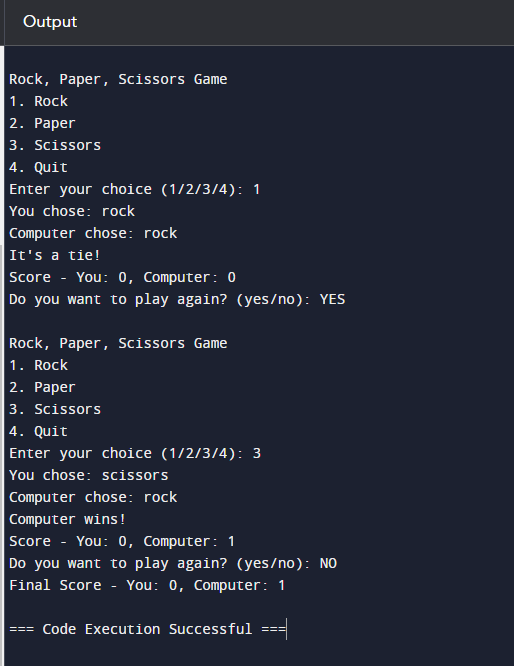 Output
Rock, Paper, Scissors Game
1. Rock
2. Paper
3. Scissors
4. Quit
Enter your choice (1/2/3/4): 1
You chose: rock
Computer chose: rock
It's a tie!
Score - You: 0, Computer: 0
Do you want to play again? (yes/no): YES
Rock, Paper, Scissors Game
1. Rock
2. Paper
3. Scissors
4. Quit
Enter your choice (1/2/3/4): 3
You chose: scissors
Computer chose: rock
Computer wins!
Score - You: 0, Computer: 1
Do you want to play again? (yes/no): NO
Final Score - You: 0, Computer: 1
=== Code Execution Successful ===